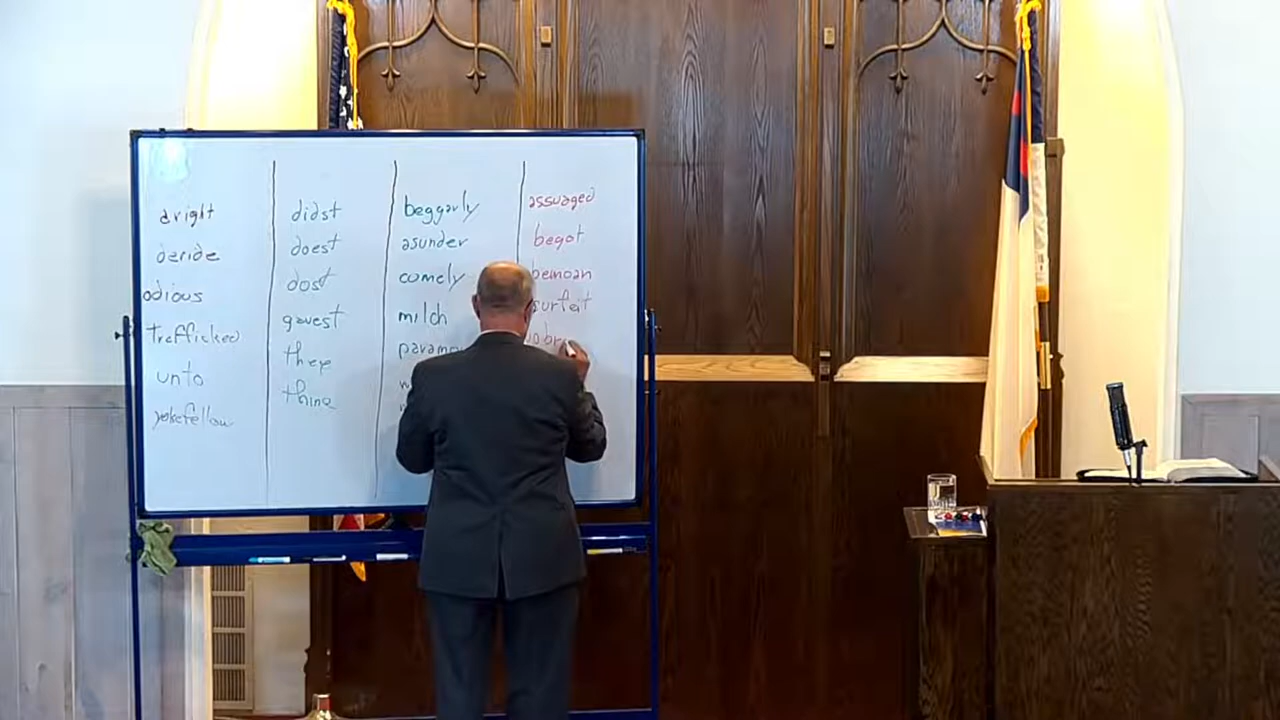 aright
deride
odious
trafficked
unto
yokefellow
didst
doest
dost
gavest
thee
thine
beggarly
asunder
comely
milch
assuaged
begot
bemoan
surfeit